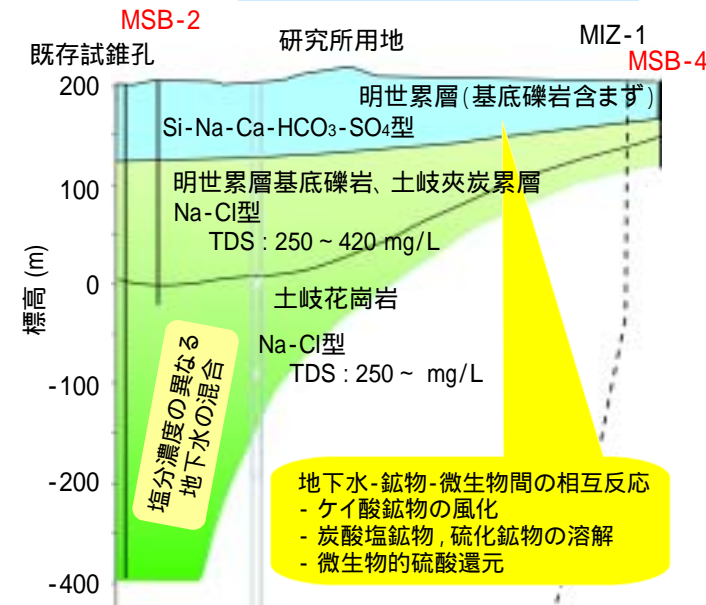 MSB-2
既存試錐孔
研究所用地
MIZ-1
MSB-4
標高 (m)
200
100
0
-100
-200
-400
明世累層(基底礫岩含まず)
Si-Na-Ca-HCO₃-SO₄型
明世累層基底礫岩、土岐夾炭累層
Na-Cl型
TDS : 250 ~ 420 mg/L
土岐花崗岩
Na-Cl型
TDS : 250 ~ mg/L
塩分濃度の異なる
地下水の混合
地下水-鉱物-微生物間の相互反応
- ケイ酸鉱物の風化
- 炭酸塩鉱物,硫化鉱物の溶解
- 微生物的硫酸還元